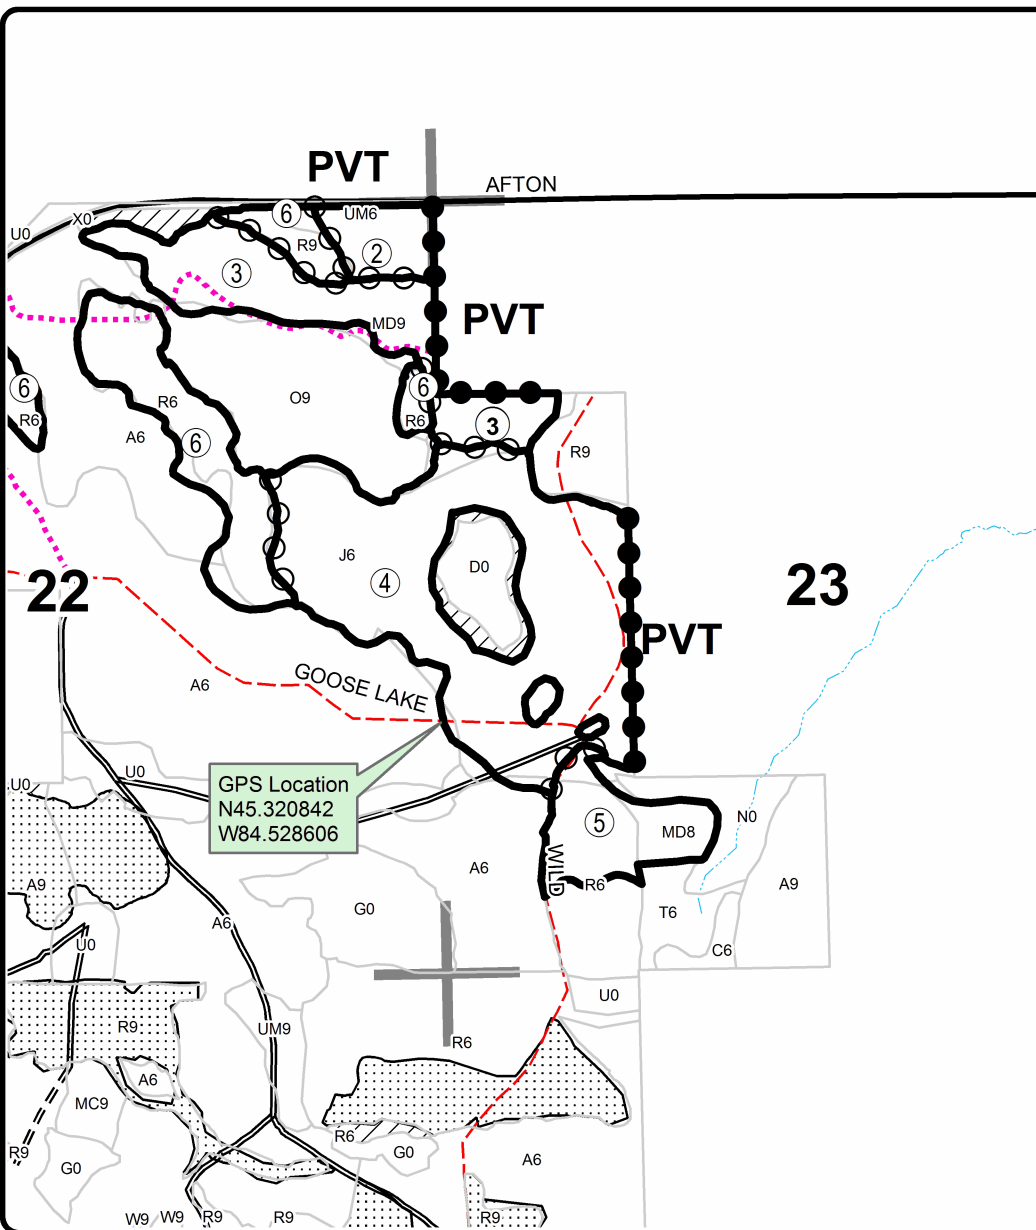 PVT
AFTON
X0
U0
6
UM6
R9
2
3
PVT
MD9
6
R6
R6
O9
6
R6
3
A6
6
R9
J6
4
D0
22
23
PVT
A6
GOOSE LAKE
U0
U0
GPS Location
N45.320842
W84.528606
5
MD8
N0
WILD
A6
R6
A9
A9
G0
A6
T6
C6
U0
U0
R9
UM9
R6
A6
MC9
R6
G0
R9
G0
A6
W9
W9
R9
R9
R9